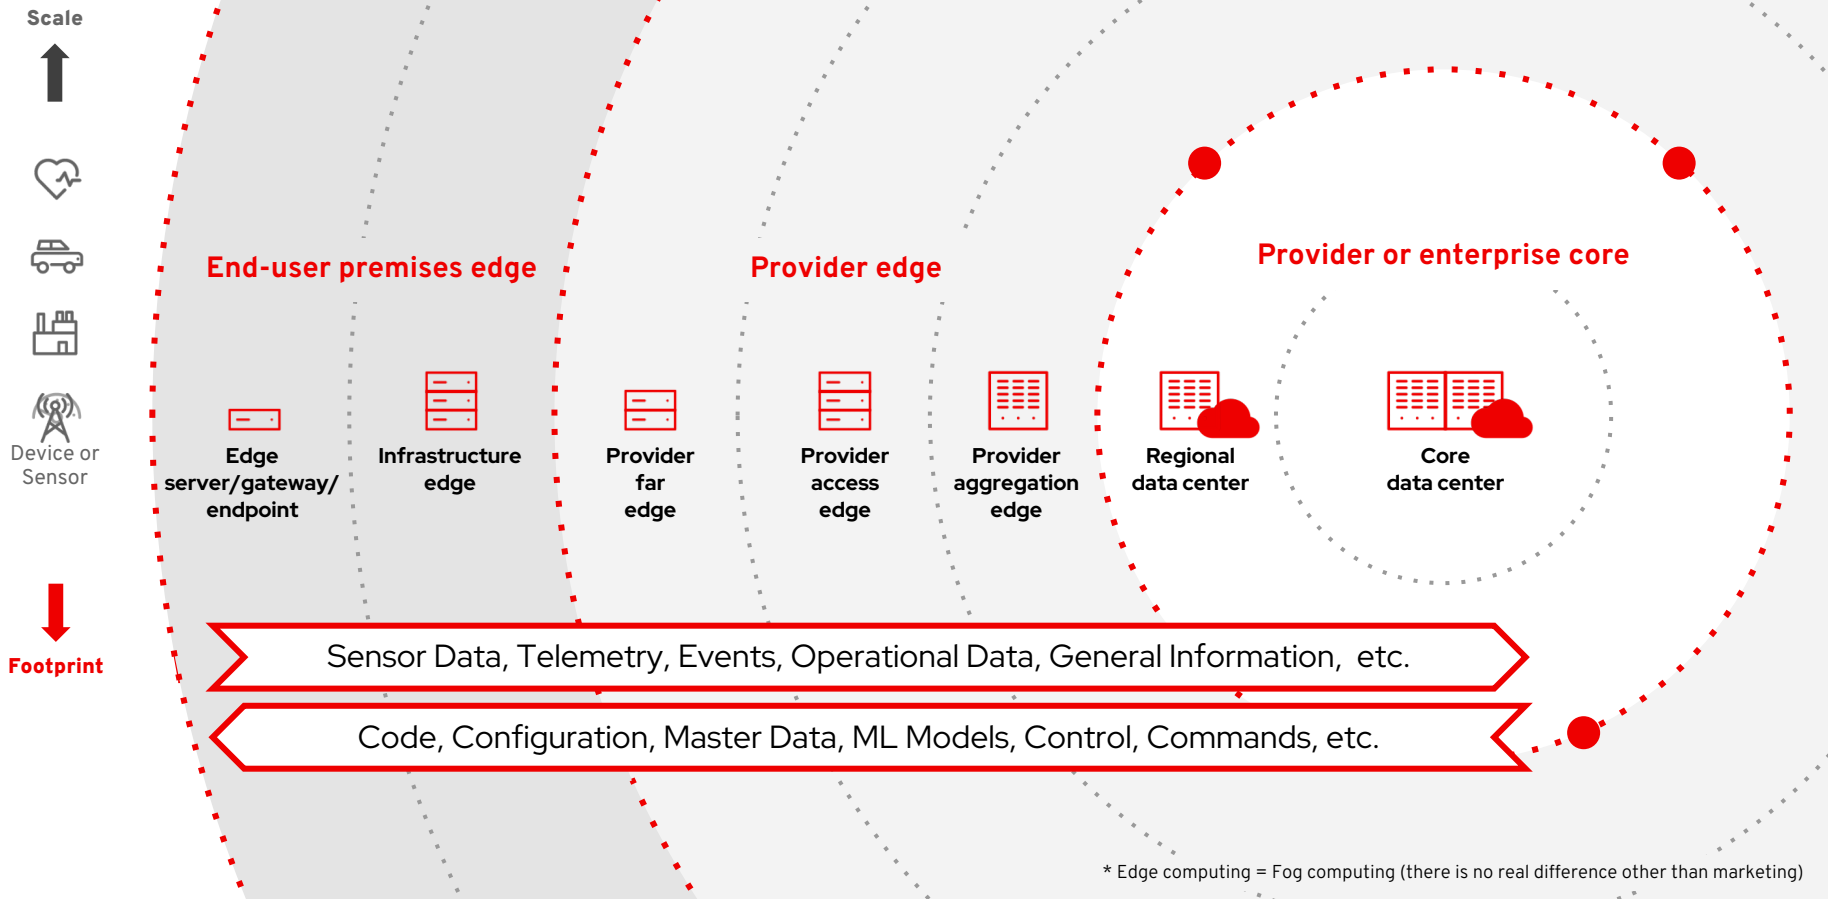 Scale
Device or
Sensor
Footprint
End-user premises edge
Provider edge
Provider or enterprise core
Edge
server/gateway/
endpoint
Infrastructure
edge
Provider
far
edge
Provider
access
edge
Provider
aggregation
edge
Regional
data center
Core
data center
Sensor Data, Telemetry, Events, Operational Data, General Information,  etc.
Code, Configuration, Master Data, ML Models, Control, Commands, etc.
* Edge computing = Fog computing (there is no real difference other than marketing)